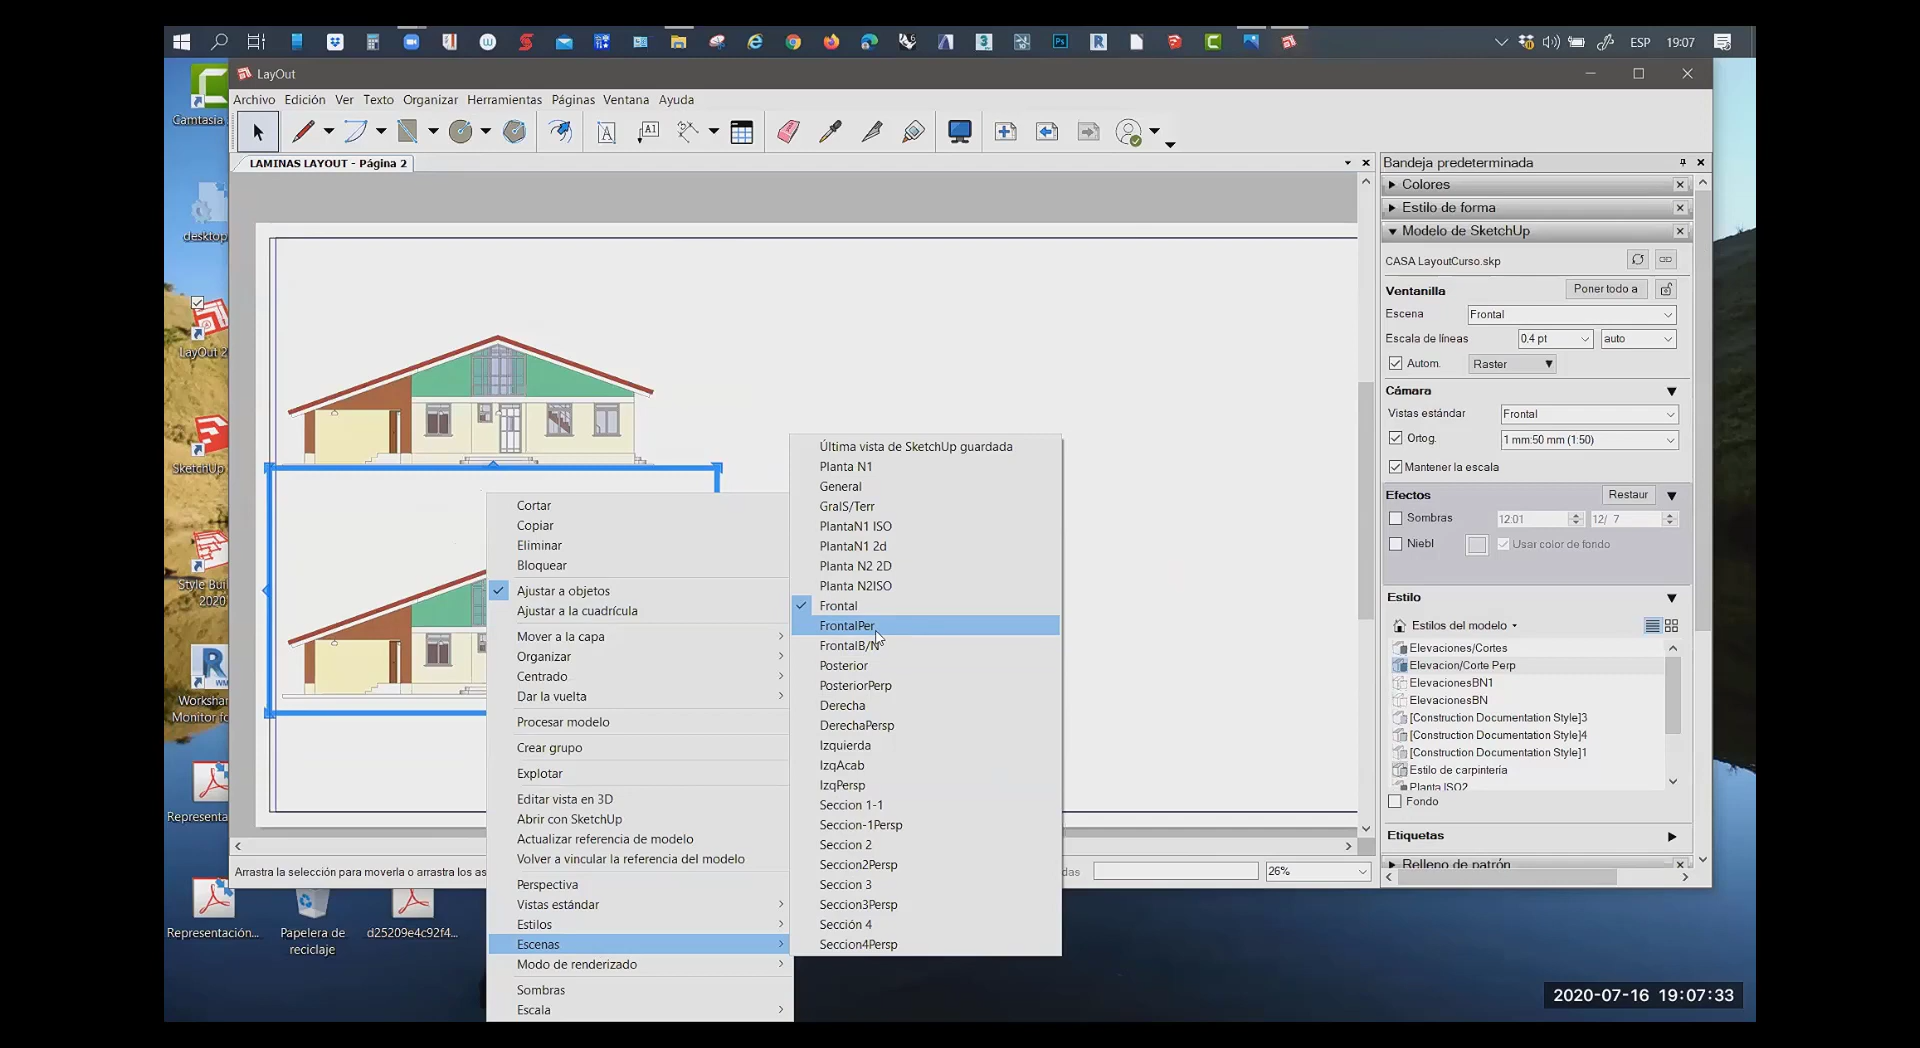 ESP 19:07
LayOut
Archivo Edición Ver Texto Organizar Herramientas Páginas Ventana Ayuda
LAMINAS LAYOUT - Página 2
Camtasia
desktop
LayOut 2
SketchUp
Style Buil
2020
Workshar
Monitor fo
Representa
Representación...
Papelera de
reciclaje
d25209e4c92f4...
Cortar
Copiar
Eliminar
Bloquear
Ajustar a objetos
Ajustar a la cuadrícula
Mover a la capa
Organizar
Centrado
Dar la vuelta
Procesar modelo
Crear grupo
Explotar
Editar vista en 3D
Abrir con SketchUp
Actualizar referencia de modelo
Volver a vincular la referencia del modelo
Perspectiva
Vistas estándar
Estilos
Escenas
Modo de renderizado
Sombras
Escala
Última vista de SketchUp guardada
Planta N1
General
GralS/Terr
PlantaN1 ISO
PlantaN1 2d
Planta N2 2D
Planta N2ISO
Frontal
FrontalPer
FrontalB/N
Posterior
PosteriorPerp
Derecha
DerechaPersp
Izquierda
IzqAcab
IzqPersp
Seccion 1-1
Seccion-1Persp
Seccion 2
Seccion2Persp
Seccion 3
Seccion3Persp
Sección 4
Seccion4Persp
Arrastra la selección para moverla o arrastra los as
das
26%
Bandeja predeterminada
Colores
Estilo de forma
Modelo de SketchUp
CASA LayoutCurso.skp
Ventanilla Poner todo a
Escena Frontal
Escala de líneas 0.4 pt auto
Autom. Raster
Cámara
Vistas estándar Frontal
Ortog. 1 mm:50 mm (1:50)
Mantener la escala
Efectos Restaur
Sombras 12:01 12/ 7
Niebl Usar color de fondo
Estilo
Estilos del modelo
Elevaciones/Cortes
Elevacion/Corte Perp
ElevacionesBN1
ElevacionesBN
[Construction Documentation Style]3
[Construction Documentation Style]4
[Construction Documentation Style]1
Estilo de carpintería
Planta ISO2
Fondo
Etiquetas
Relleno de patrón
2020-07-16 19:07:33